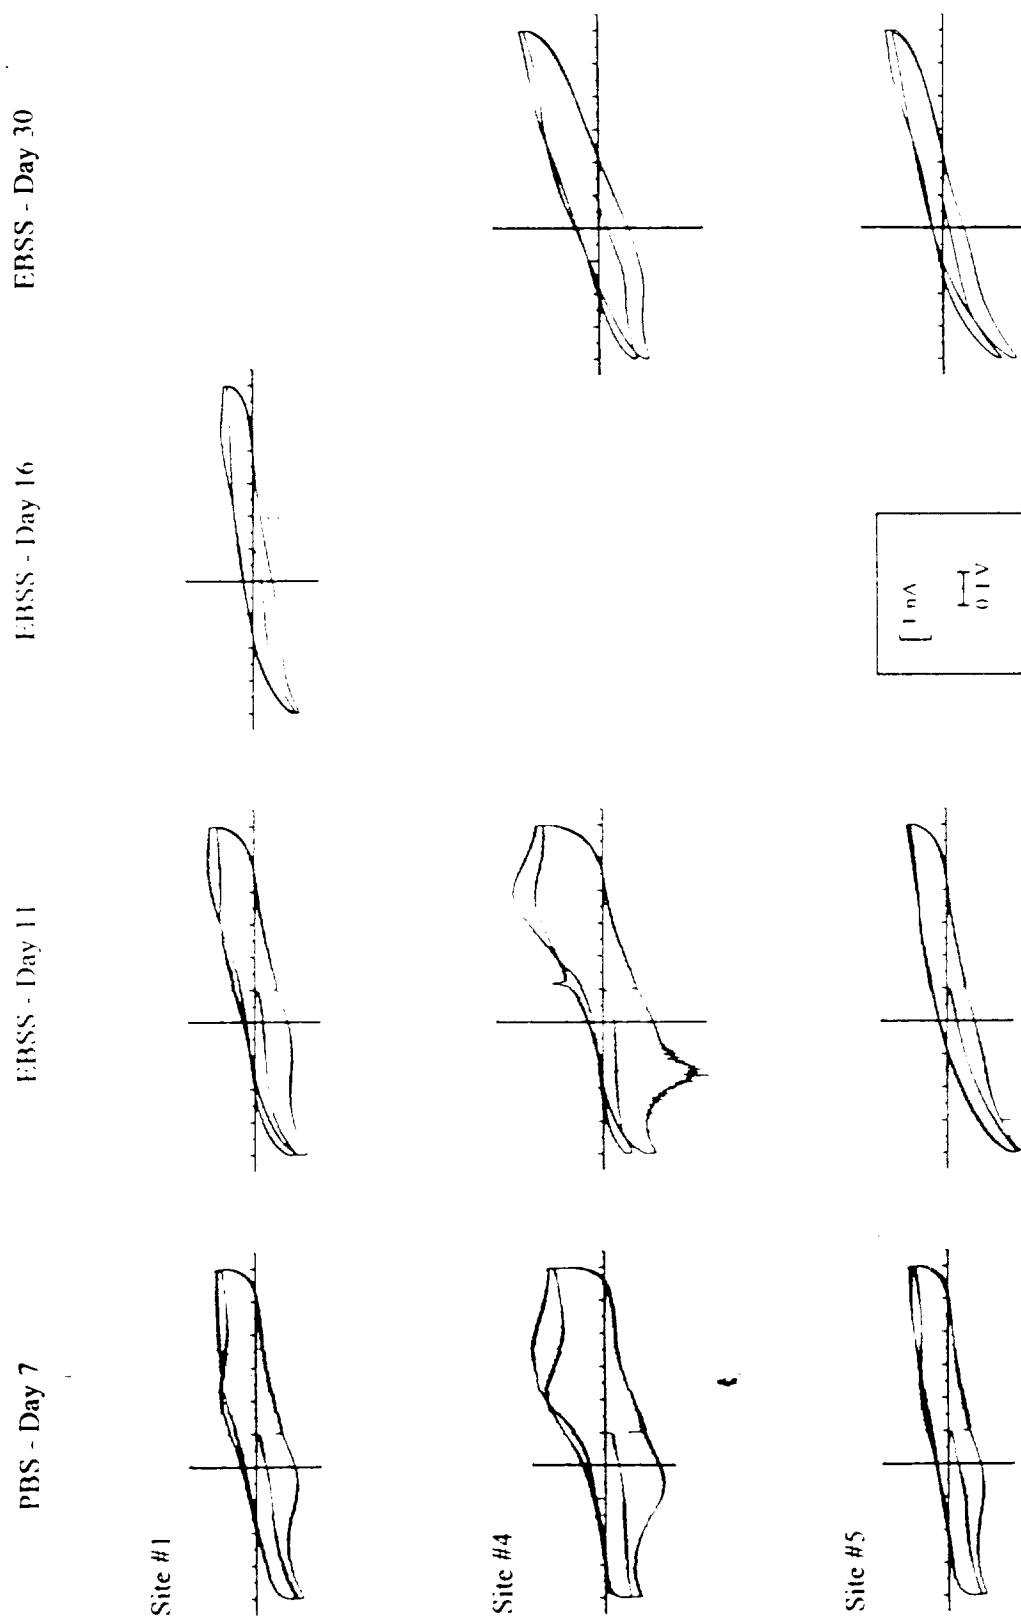 PBS - Day 7
EBSS - Day 11
EBSS - Day 16
EBSS - Day 30
Site #1
Site #4
Site #5
1 nA
0.1V